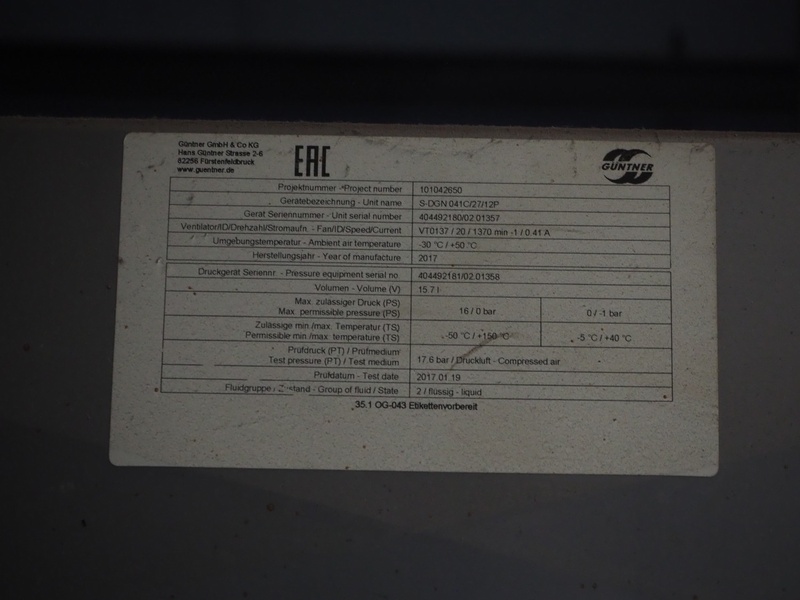 Güntner GmbH & Co KG
Hans Güntner Strasse 2-6
82256 Fürstenfeldbruck
www.guentner.de
EAC
GÜNTNER
Projektnummer - Project number 101042650
Gerätebezeichnung - Unit name S-DGN 041C/27/12P
Gerät Seriennummer - Unit serial number 404492180/02.01357
Ventilator/ID/Drehzahl/Stromaufn. - Fan/ID/Speed/Current VT0137 / 20 / 1370 min -1 / 0.41 A
Umgebungstemperatur - Ambient air temperature -30 °C / +50 °C
Herstellungsjahr - Year of manufacture 2017
Druckgerät Seriennr. - Pressure equipment serial no. 404492181/02.01358
Volumen - Volume (V) 15.7 l
Max. zulässiger Druck (PS)
Max. permissible pressure (PS) 16 / 0 bar 0 / -1 bar
Zulässige min./max. Temperatur (TS)
Permissible min./max. temperature (TS) -50 °C / +150 °C -5 °C / +40 °C
Prüfdruck (PT) / Prüfmedium
Test pressure (PT) / Test medium 17.6 bar / Druckluft - Compressed air
Prüfdatum - Test date 2017.01.19
Fluidgruppe / Zustand - Group of fluid / State 2 / flüssig - liquid
35.1 OG-043 Etikettenvorbereit